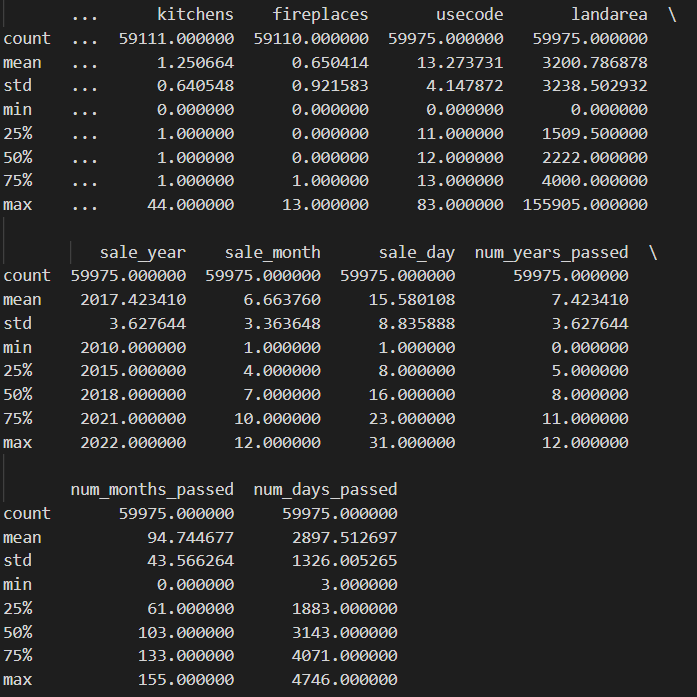 ...      kitchens    fireplaces       usecode       landarea  \
count  ...  59111.000000  59110.000000  59975.000000   59975.000000
mean   ...      1.250664      0.650414     13.273731    3200.786878
std    ...      0.640548      0.921583      4.147872    3238.502932
min    ...      0.000000      0.000000      0.000000       0.000000
25%    ...      1.000000      0.000000     11.000000    1509.500000
50%    ...      1.000000      0.000000     12.000000    2222.000000
75%    ...      1.000000      1.000000     13.000000    4000.000000
max    ...     44.000000     13.000000     83.000000  155905.000000
          sale_year    sale_month      sale_day  num_years_passed  \
count  59975.000000  59975.000000  59975.000000      59975.000000
mean    2017.423410      6.663760     15.580108          7.423410
std        3.627644      3.363648      8.835888          3.627644
min     2010.000000      1.000000      1.000000          0.000000
25%     2015.000000      4.000000      8.000000          5.000000
50%     2018.000000      7.000000     16.000000          8.000000
75%     2021.000000     10.000000     23.000000         11.000000
max     2022.000000     12.000000     31.000000         12.000000
       num_months_passed  num_days_passed
count       59975.000000     59975.000000
mean           94.744677      2897.512697
std            43.566264      1326.005265
min             0.000000         3.000000
25%            61.000000      1883.000000
50%           103.000000      3143.000000
75%           133.000000      4071.000000
max           155.000000      4746.000000